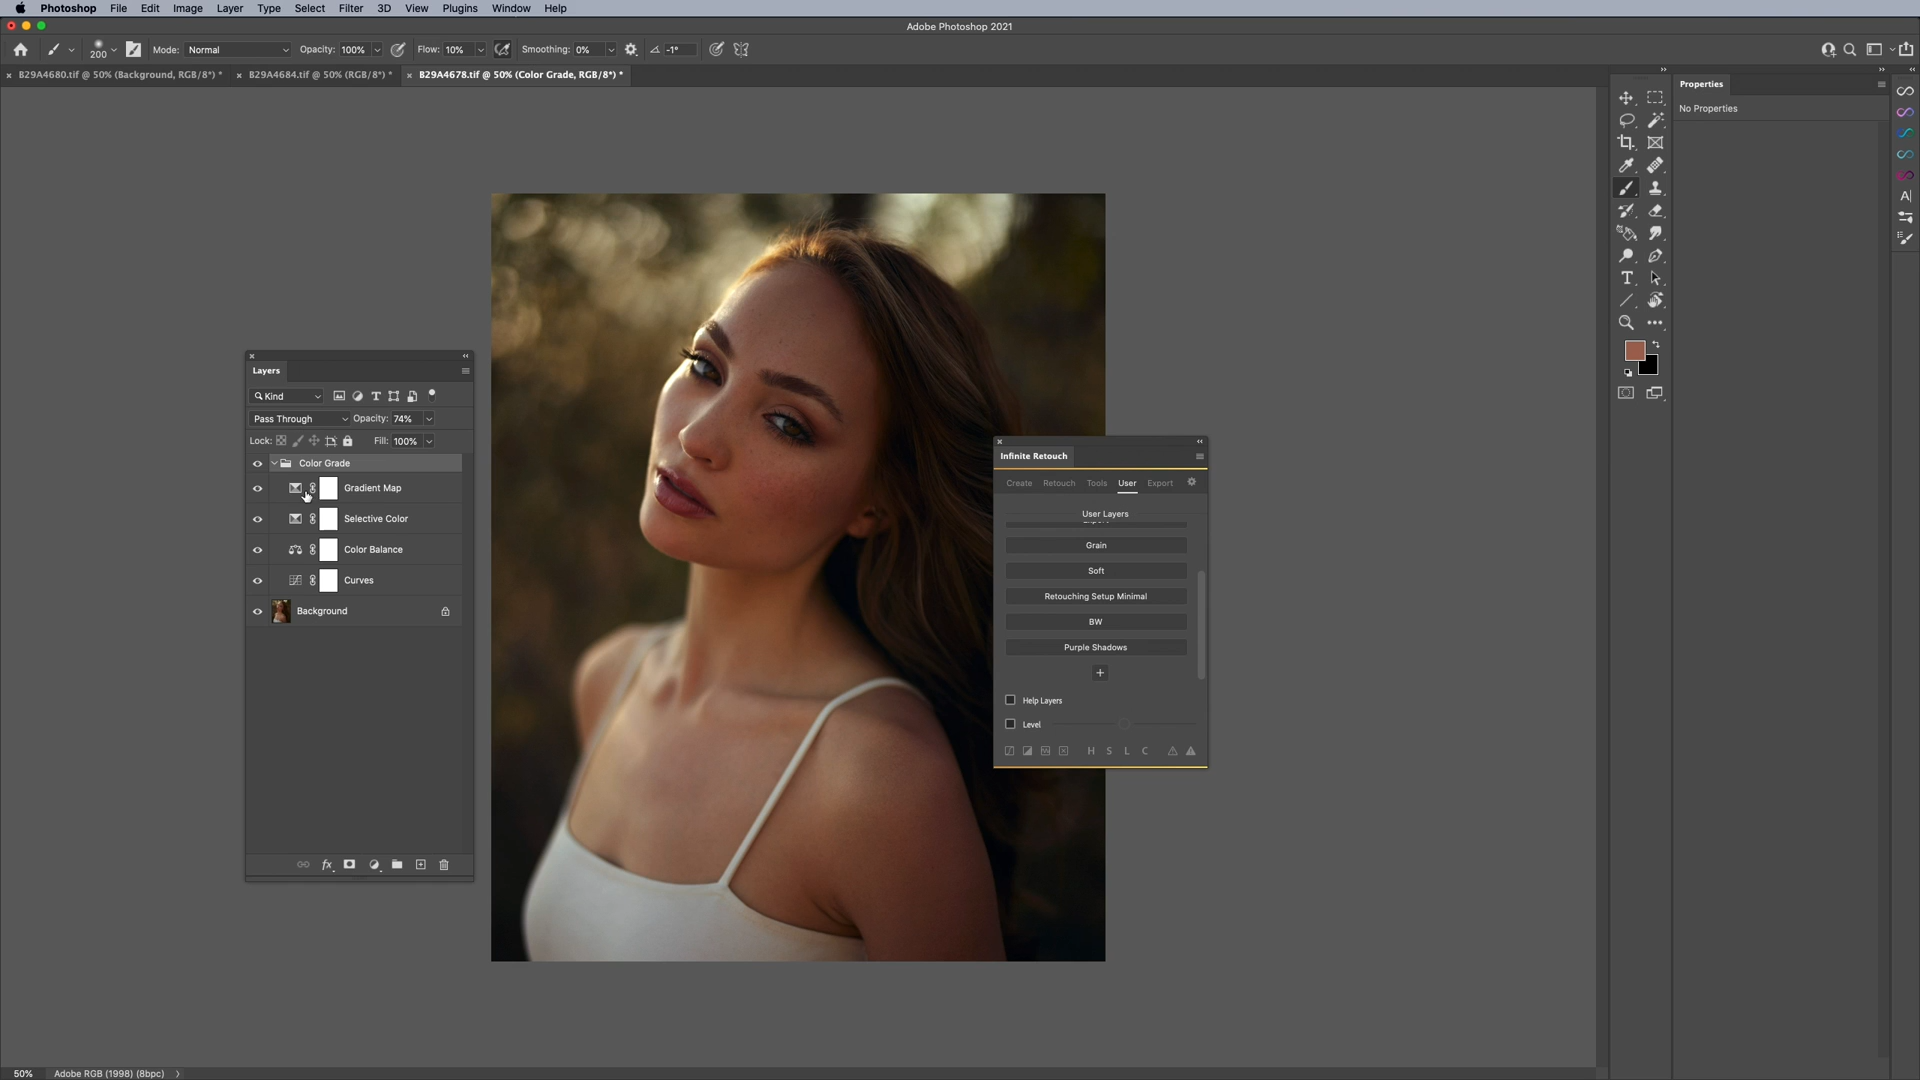 Photoshop File Edit Image Layer Type Select Filter 3D View Plugins Window Help
Adobe Photoshop 2021
200 Mode: Normal Opacity: 100% Flow: 10% Smoothing: 0% -1°
B29A4680.tif @ 50% (Background, RGB/8*) * B29A4684.tif @ 50% (RGB/8*) * B29A4678.tif @ 50% (Color Grade, RGB/8*) *
Properties
No Properties
Layers
Kind
Pass Through Opacity: 74%
Lock: Fill: 100%
Color Grade
Gradient Map
Selective Color
Color Balance
Curves
Background
fx
Infinite Retouch
Create Retouch Tools User Export
User Layers
Export
Grain
Soft
Retouching Setup Minimal
BW
Purple Shadows
+
Help Layers
Level
H S L C
50% Adobe RGB (1998) (8bpc)